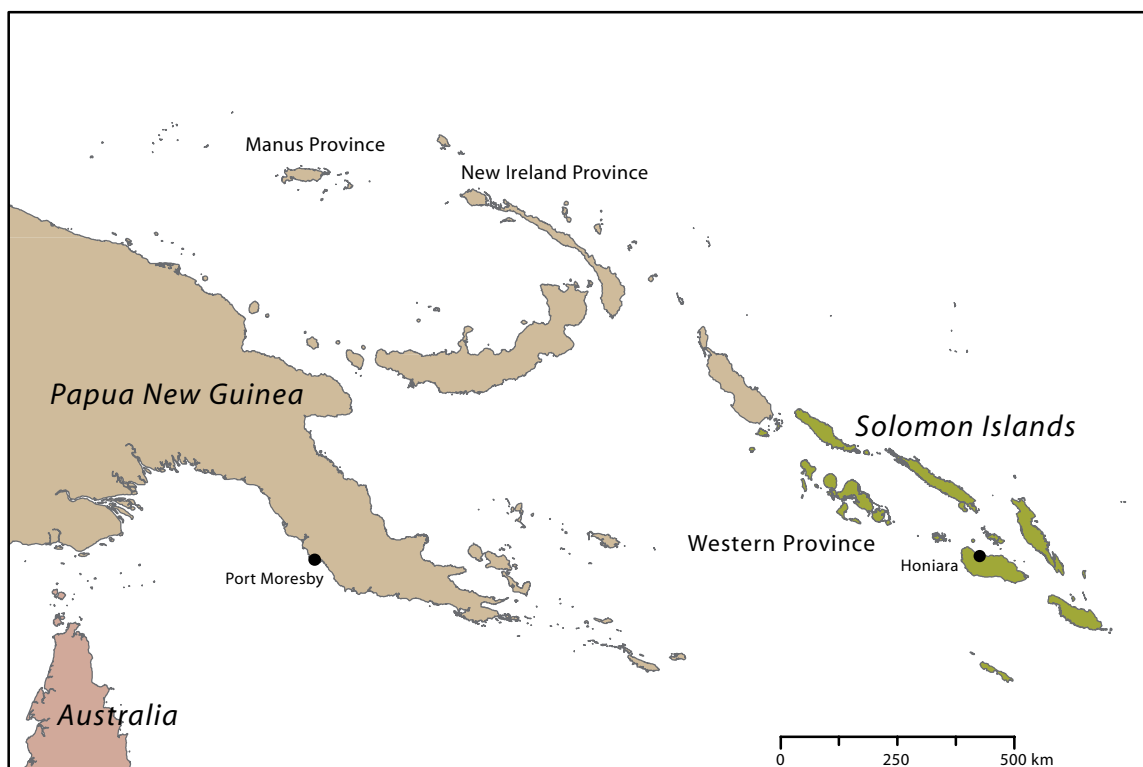 Manus Province
New Ireland Province
Papua New Guinea
Solomon Islands
Western Province
Honiara
Port Moresby
Australia
0 250 500 km